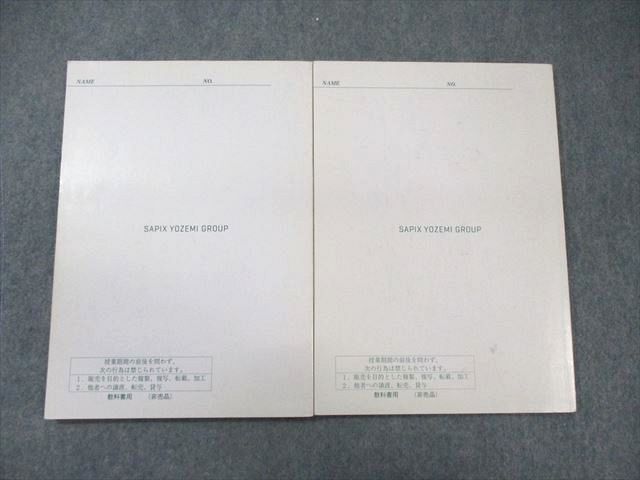 NAME NO.
SAPIX YOZEMI GROUP
授業期間の前後を問わず、
次の行為は禁じられています。
1．販売を目的とした複製、複写、転載、加工
2．他者への譲渡、転売、貸与
教科書用 （非売品）
NAME NO.
SAPIX YOZEMI GROUP
授業期間の前後を問わず、
次の行為は禁じられています。
1．販売を目的とした複製、複写、転載、加工
2．他者への譲渡、転売、貸与
教科書用 （非売品）